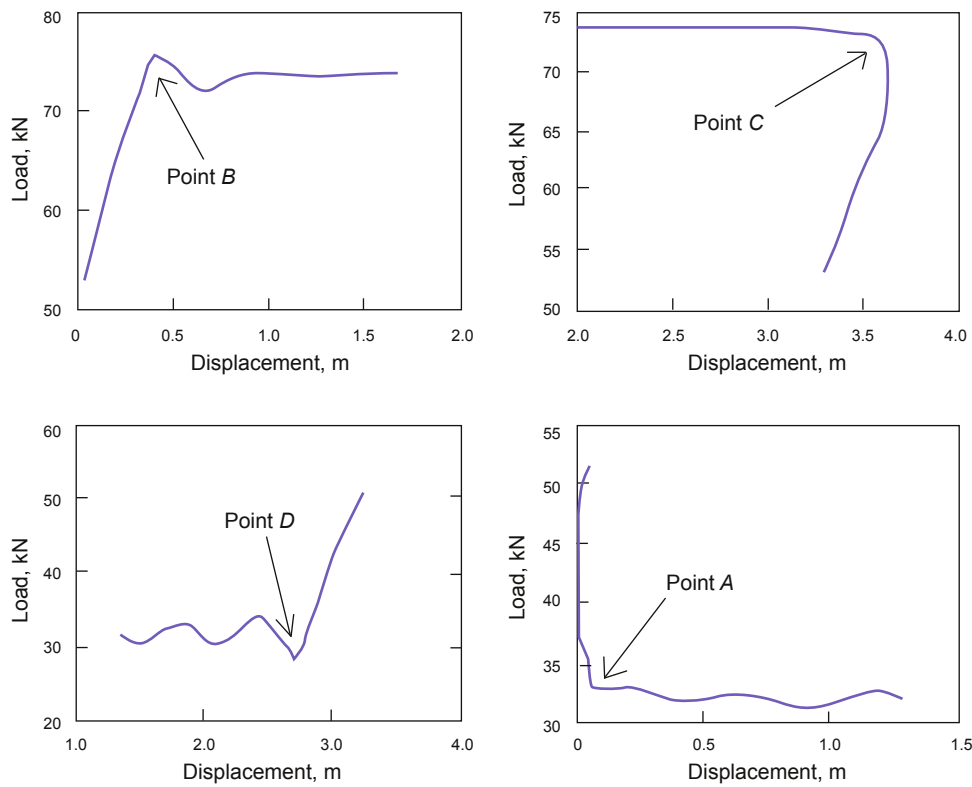 80
70
60
50
Load, kN
Point B
0 0.5 1.0 1.5 2.0
Displacement, m
75
70
65
60
55
50
Load, kN
Point C
2.0 2.5 3.0 3.5 4.0
Displacement, m
60
50
40
30
20
Load, kN
Point D
1.0 2.0 3.0 4.0
Displacement, m
55
50
45
40
35
30
Load, kN
Point A
0 0.5 1.0 1.5
Displacement, m